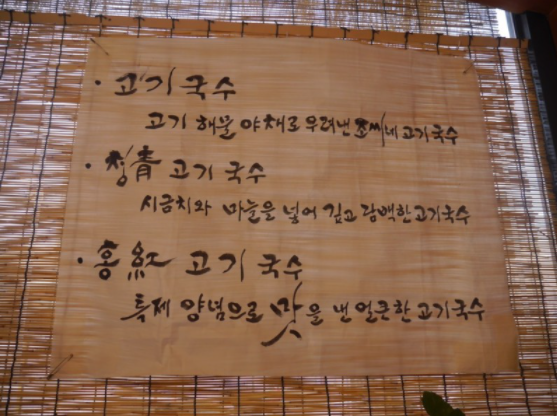 · 고기국수
고기 해물 야채로 우려낸 조씨네 고기국수
· 청靑 고기국수
시금치와 마늘을 넣어 깊고 담백한 고기국수
· 홍紅 고기국수
특제 양념으로 맛을 낸 얼큰한 고기국수